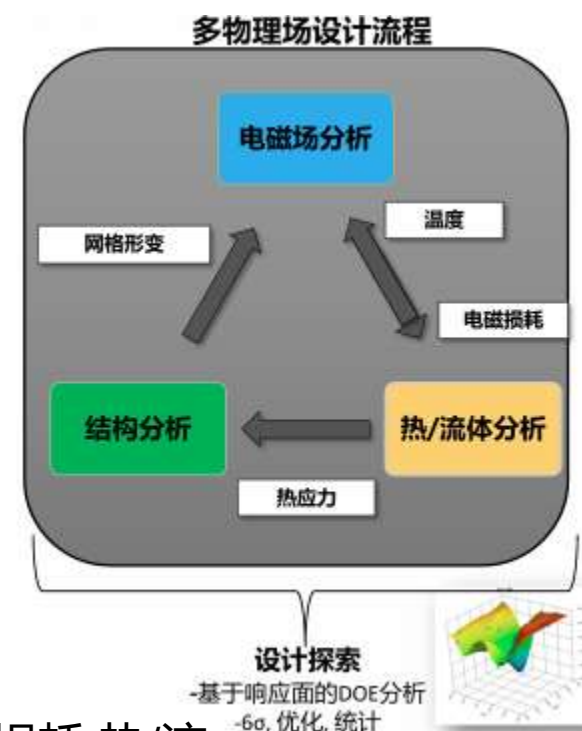 多物理场设计流程
电磁场分析
温度
网格形变
电磁损耗
结构分析
热/流体分析
热应力
设计探索
-基于响应面的DOE分析
-6σ, 优化, 统计